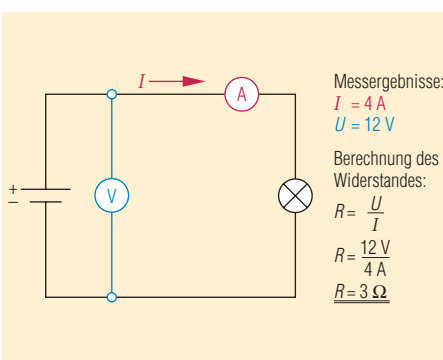 I
A
V
+
–
Messergebnisse:
I = 4 A
U = 12 V
Berechnung des
Widerstandes:
R = U/I
R = 12 V/4 A
R = 3 Ω